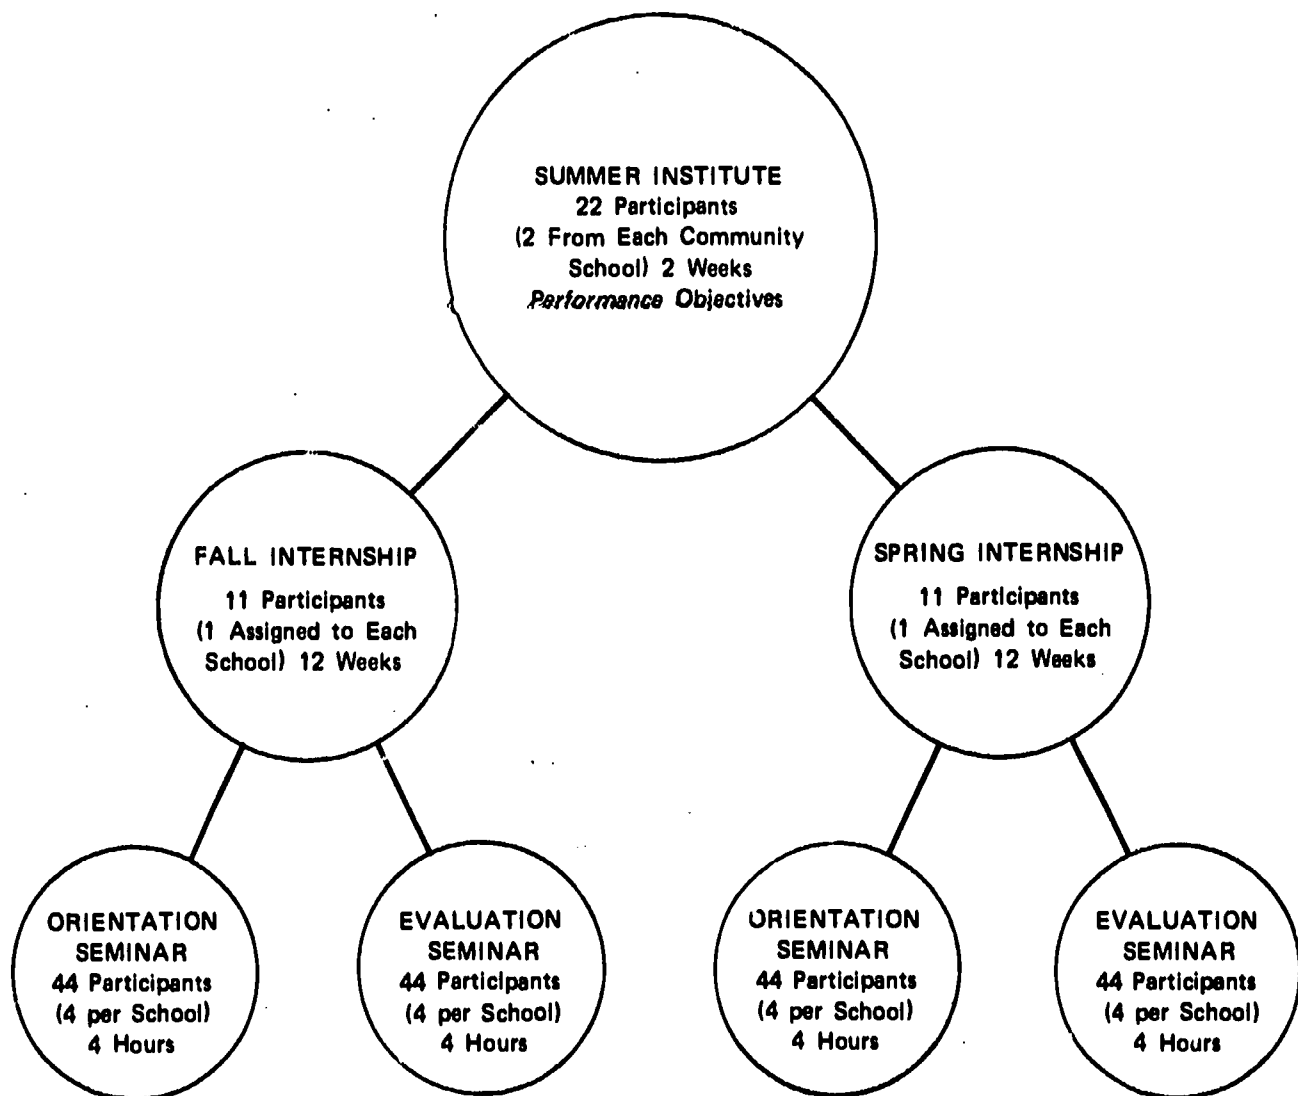 SUMMER INSTITUTE
22 Participants
(2 From Each Community
School) 2 Weeks
Performance Objectives
FALL INTERNSHIP
11 Participants
(1 Assigned to Each
School) 12 Weeks
SPRING INTERNSHIP
11 Participants
(1 Assigned to Each
School) 12 Weeks
ORIENTATION
SEMINAR
44 Participants
(4 per School)
4 Hours
EVALUATION
SEMINAR
44 Participants
(4 per School)
4 Hours
ORIENTATION
SEMINAR
44 Participants
(4 per School)
4 Hours
EVALUATION
SEMINAR
44 Participants
(4 per School)
4 Hours